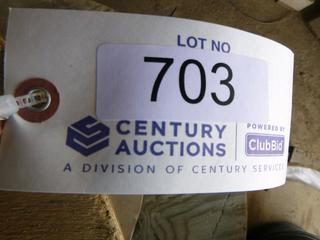 LOT NO
703
CENTURY AUCTIONS
POWERED BY
ClubBid
A DIVISION OF CENTURY SERVICES